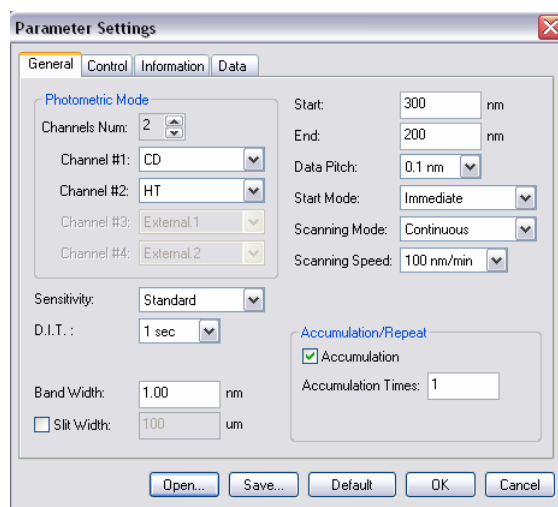 Parameter Settings
General Control Information Data
Photometric Mode
Channels Num: 2
Channel #1: CD
Channel #2: HT
Channel #3: External.1
Channel #4: External.2
Sensitivity: Standard
D.I.T. : 1 sec
Band Width: 1.00 nm
Slit Width: 100 um
Start: 300 nm
End: 200 nm
Data Pitch: 0.1 nm
Start Mode: Immediate
Scanning Mode: Continuous
Scanning Speed: 100 nm/min
Accumulation/Repeat
Accumulation
Accumulation Times: 1
Open... Save... Default OK Cancel